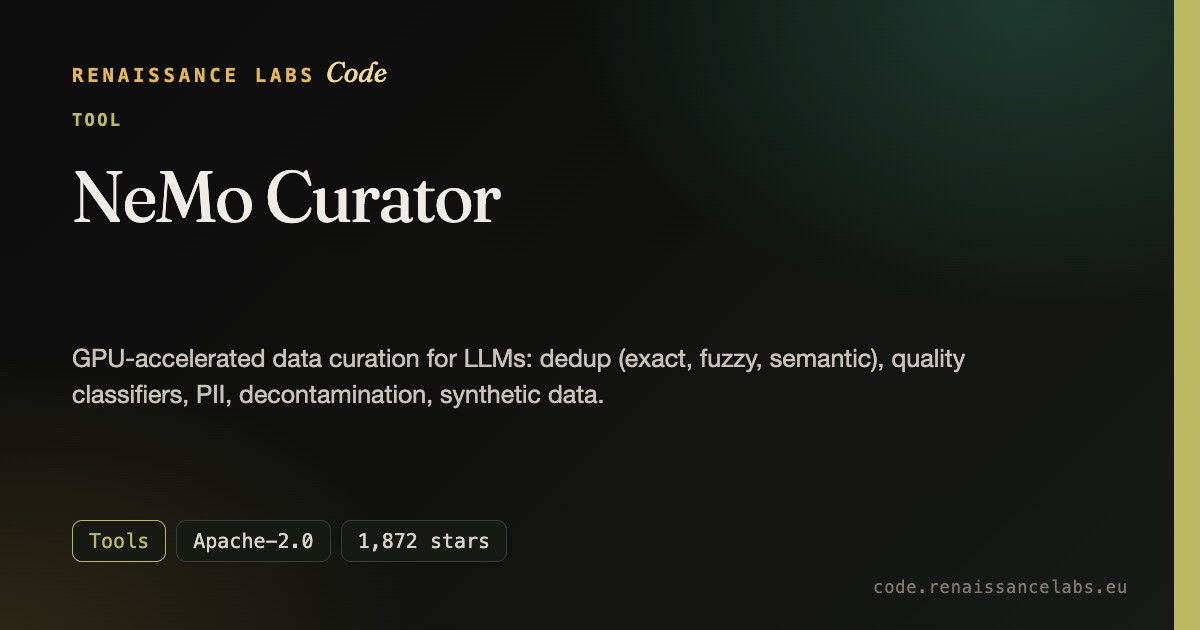 RENAISSANCE LABS Code
TOOL
NeMo Curator
GPU-accelerated data curation for LLMs: dedup (exact, fuzzy, semantic), quality
classifiers, PII, decontamination, synthetic data.
Tools Apache-2.0 1,872 stars
code.renaissancelabs.eu